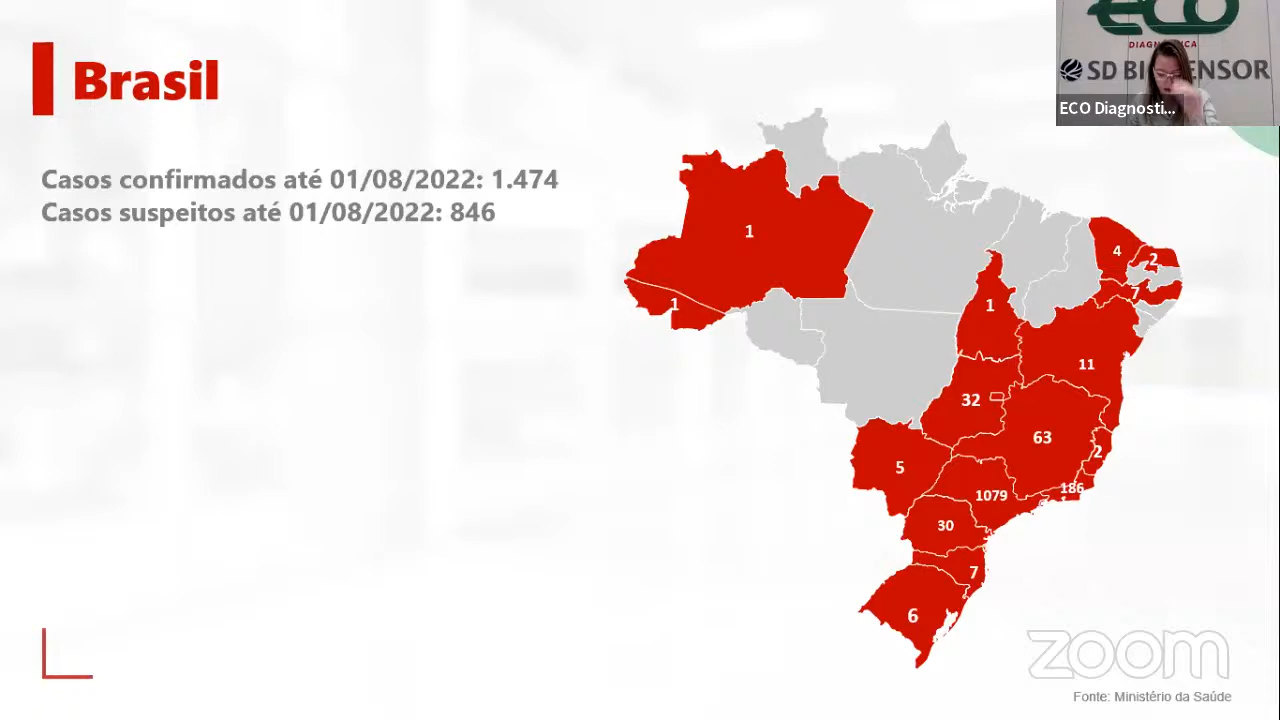 Brasil
Casos confirmados até 01/08/2022: 1.474
Casos suspeitos até 01/08/2022: 846
eco
DIAGNÓSTICA
ECO Diagnosti...
1
4
2
7
1
1
11
32
63
2
5
186
1079
30
7
6
zoom
Fonte: Ministério da Saúde